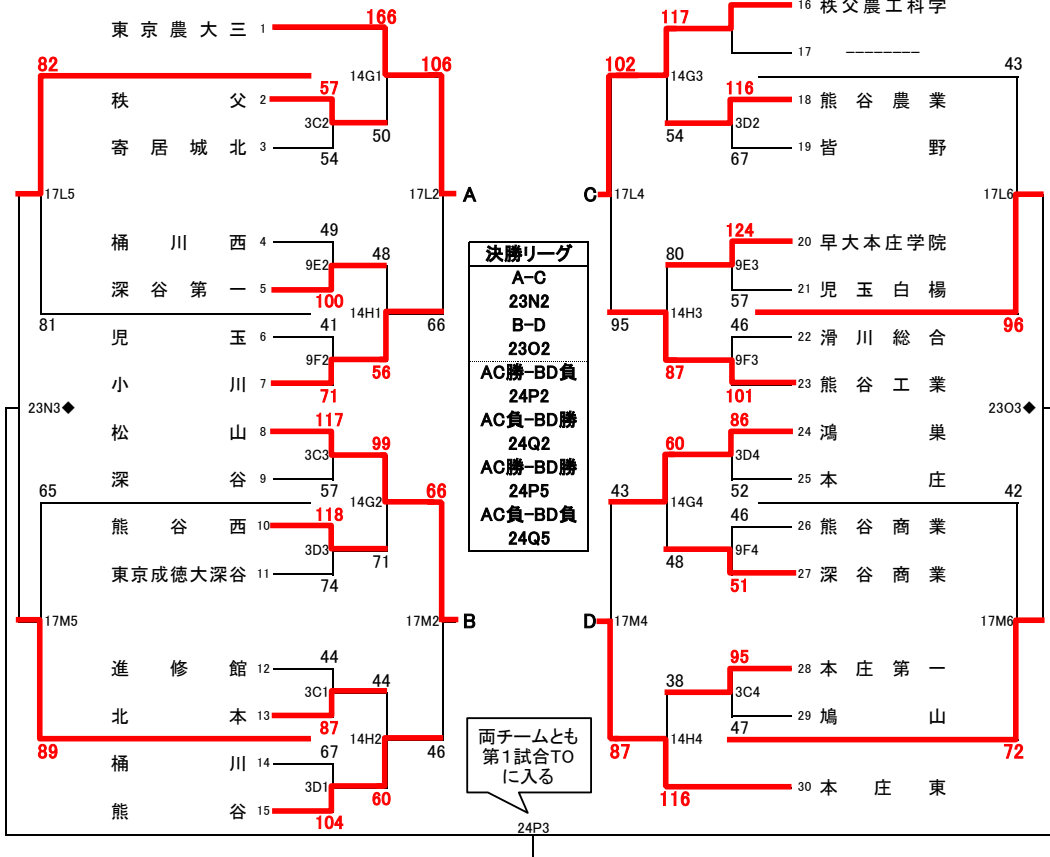 東京農大三 1
166
82
14G1
106
秩父 2
57
3C2
寄居城北 3
54
50
17L5
17L2
A
桶川西 4
49
9E2
48
深谷第一 5
100
14H1
81
66
児玉 6
41
9F2
56
小川 7
71
23N3◆
松山 8
117
3C3
99
深谷 9
57
65
14G2
66
熊谷西 10
118
3D3
71
東京成徳大深谷 11
74
17M5
17M2
B
進修館 12
44
3C1
44
北本 13
87
89
14H2
46
桶川 14
67
3D1
60
熊谷 15
104
決勝リーグ
A-C
23N2
B-D
23O2
AC勝-BD負
24P2
AC負-BD勝
24Q2
AC勝-BD勝
24P5
AC負-BD負
24Q5
両チームとも
第1試合TO
に入る
24P3
16 秩父農工科学
117
17 --------
102
14G3
43
116
18 熊谷農業
3D2
54
67
19 皆野
C
17L4
17L6
124
20 早大本庄学院
80
9E3
57
21 児玉白楊
95
14H3
96
46
22 滑川総合
87
9F3
101
23 熊谷工業
23O3◆
86
24 鴻巣
60
3D4
52
25 本庄
43
14G4
42
46
26 熊谷商業
48
9F4
51
27 深谷商業
D
17M4
17M6
95
28 本庄第一
38
3C4
47
29 鳩山
87
14H4
72
116
30 本庄東